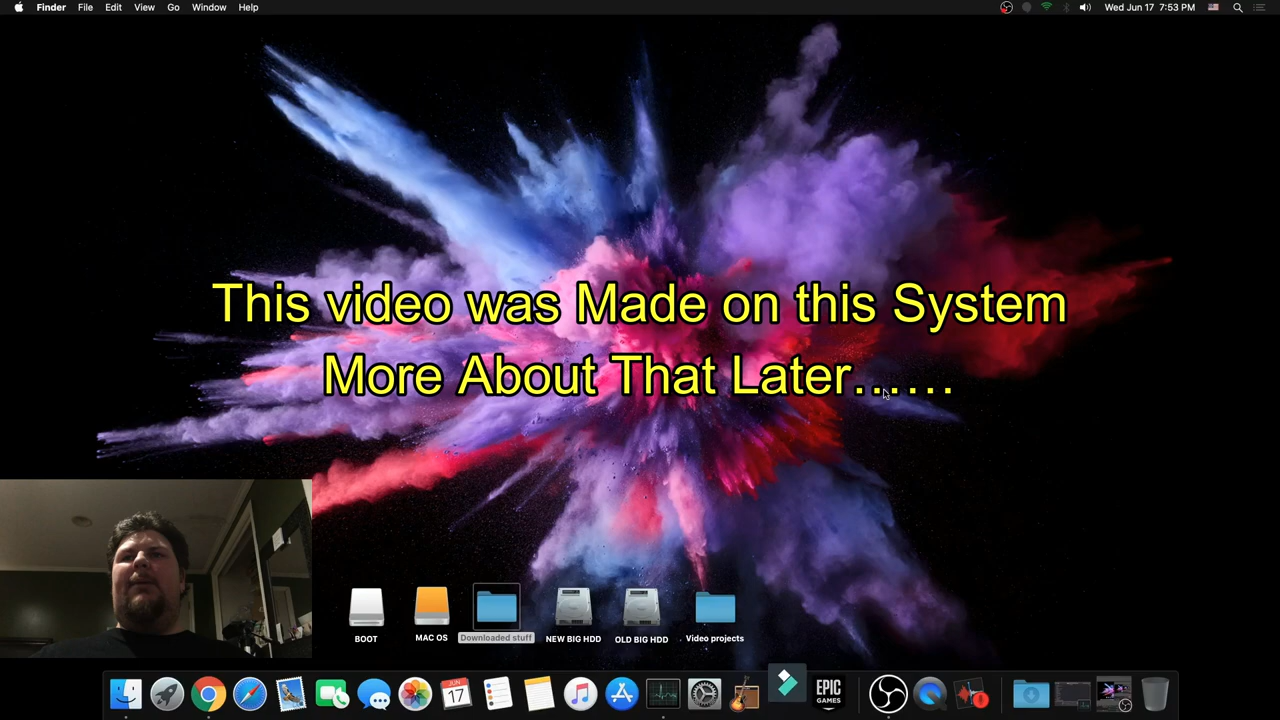 Finder File Edit View Go Window Help Wed Jun 17 7:53 PM
This video was Made on this System
More About That Later.......
BOOT MAC OS Downloaded stuff NEW BIG HDD OLD BIG HDD Video projects
JUN
17
EPIC
GAMES